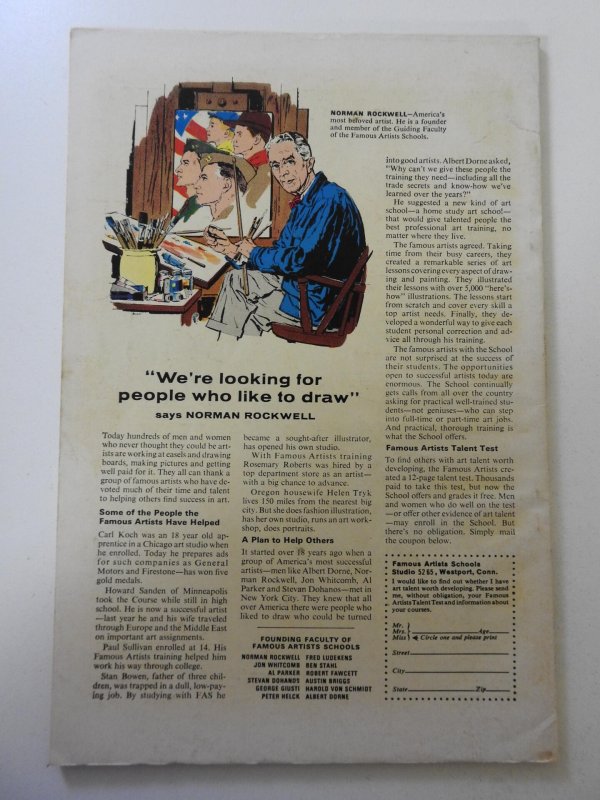 NORMAN ROCKWELL—America's
most beloved artist. He is a founder
and member of the Guiding Faculty
of the Famous Artists Schools.
"We're looking for
people who like to draw"
says NORMAN ROCKWELL
Today hundreds of men and women
who never thought they could be art-
ists are working at easels and drawing
boards, making pictures and getting
well paid for it. They all can thank a
group of famous artists who have de-
voted much of their time and talent
to helping others find success in art.
Some of the People the
Famous Artists Have Helped
Carl Koch was an 18 year old ap-
prentice in a Chicago art studio when
he enrolled. Today he prepares ads
for such companies as General
Motors and Firestone—has won five
gold medals.
Howard Sanden of Minneapolis
took the Course while still in high
school. He is now a successful artist
—last year he and his wife traveled
through Europe and the Middle East
on important art assignments.
Paul Sullivan enrolled at 14. His Fa-
mous Artists training helped him
work his way through college.
Stan Bowen, father of three chil-
dren, was trapped in a dull, low-pay-
ing job. By studying with FAS he
became a sought-after illustrator,
has opened his own studio.
With Famous Artists training
Rosemary Roberts was hired by a
top department store as an artist—
with a big chance to advance.
Oregon housewife Helen Tryk
lives 150 miles from the nearest big
city. But she does fashion illustration,
has her own studio, runs an art work-
shop, does portraits.
A Plan to Help Others
It started over 18 years ago when a
group of America's most successful
artists—men like Albert Dorne, Nor-
man Rockwell, Jon Whitcomb, Al
Parker and Stevan Dohanos—met in
New York City. They knew that all
over America there were people who
liked to draw who could be turned
FOUNDING FACULTY OF
FAMOUS ARTISTS SCHOOLS
NORMAN ROCKWELL FRED LUDEKENS
JON WHITCOMB BEN STAHL
AL PARKER ROBERT FAWCETT
STEVAN DOHANOS AUSTIN BRIGGS
GEORGE GIUSTI HAROLD VON SCHMIDT
PETER HELCK ALBERT DORNE
into good artists. Albert Dorne asked,
"Why can't we give these people the
training they need—including all the
trade secrets and know-how we've
learned over the years?"
He suggested a new kind of art
school—a home study art school—
that would give talented people the
best professional art training, no
matter where they live.
The famous artists agreed. Taking
time from their busy careers, they
created a remarkable series of art
lessons covering every aspect of draw-
ing and painting. They illustrated
their lessons with over 5,000 "here's-
how" illustrations. The lessons start
from scratch and cover every skill a
top artist needs. Finally, they de-
veloped a wonderful way to give each
student personal correction and ad-
vice all through his training.
The famous artists with the School
are not surprised at the success of
their students. The opportunities
open to successful artists today are
enormous. The School continually
gets calls from all over the country
asking for practical well-trained stu-
dents—not geniuses—who can step
into full-time or part-time art jobs.
And practical, thorough training is
what the School offers.
Famous Artists Talent Test
To find others with art talent worth
developing, the Famous Artists cre-
ated a 12-page talent test. Thousands
paid to take this test, but now the
School offers and grades it free. Men
and women who do well on the test
—or offer other evidence of art talent
—may enroll in the School. But
there's no obligation. Simply mail
the coupon below.
Famous Artists Schools
Studio 5265, Westport, Conn.
I would like to find out whether I have
art talent worth developing. Please send
me, without obligation, your Famous
Artists Talent Test and information about
your courses.
Mr.
Mrs. Age
Miss Circle one and please print
Street
City
State Zip